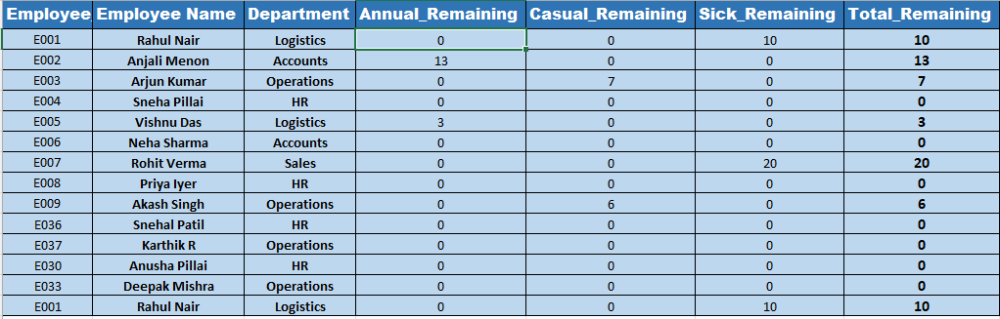 Employee Employee Name Department Annual_Remaining Casual_Remaining Sick_Remaining Total_Remaining
E001 Rahul Nair Logistics 0 0 10 10
E002 Anjali Menon Accounts 13 0 0 13
E003 Arjun Kumar Operations 0 7 0 7
E004 Sneha Pillai HR 0 0 0 0
E005 Vishnu Das Logistics 3 0 0 3
E006 Neha Sharma Accounts 0 0 0 0
E007 Rohit Verma Sales 0 0 20 20
E008 Priya Iyer HR 0 0 0 0
E009 Akash Singh Operations 0 6 0 6
E036 Snehal Patil HR 0 0 0 0
E037 Karthik R Operations 0 0 0 0
E030 Anusha Pillai HR 0 0 0 0
E033 Deepak Mishra Operations 0 0 0 0
E001 Rahul Nair Logistics 0 0 10 10